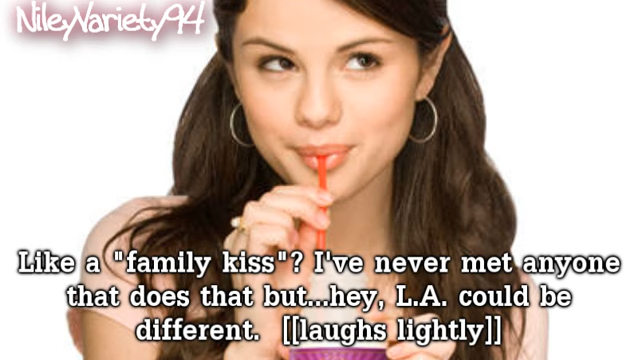 NileyVariety94
Like a "family kiss"? I've never met anyone
that does that but...hey, L.A. could be
different.  [[laughs lightly]]